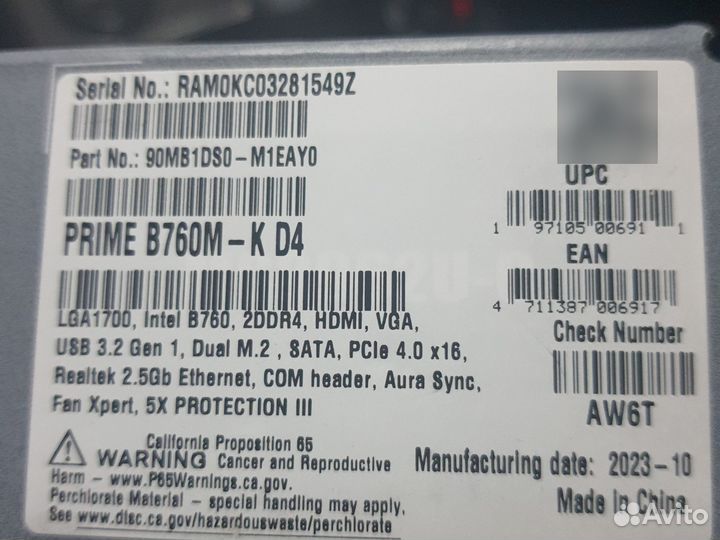 Serial No.: RAM0KC03281549Z
Part No.: 90MB1DS0-M1EAY0
UPC
1 97105 00691 1
PRIME B760M-K D4
EAN
4 711387 006917
LGA1700, Intel B760, 2DDR4, HDMI, VGA,
USB 3.2 Gen 1, Dual M.2 , SATA, PCIe 4.0 x16,
Realtek 2.5Gb Ethernet, COM header, Aura Sync,
Fan Xpert, 5X PROTECTION III
Check Number
AW6T
California Proposition 65
WARNING Cancer and Reproductive
Harm - www.P65Warnings.ca.gov.
Perchlorate Material - special handling may apply.
See www.dtsc.ca.gov/hazardouswaste/perchlorate
Manufacturing date: 2023-10
Made in China
Avito